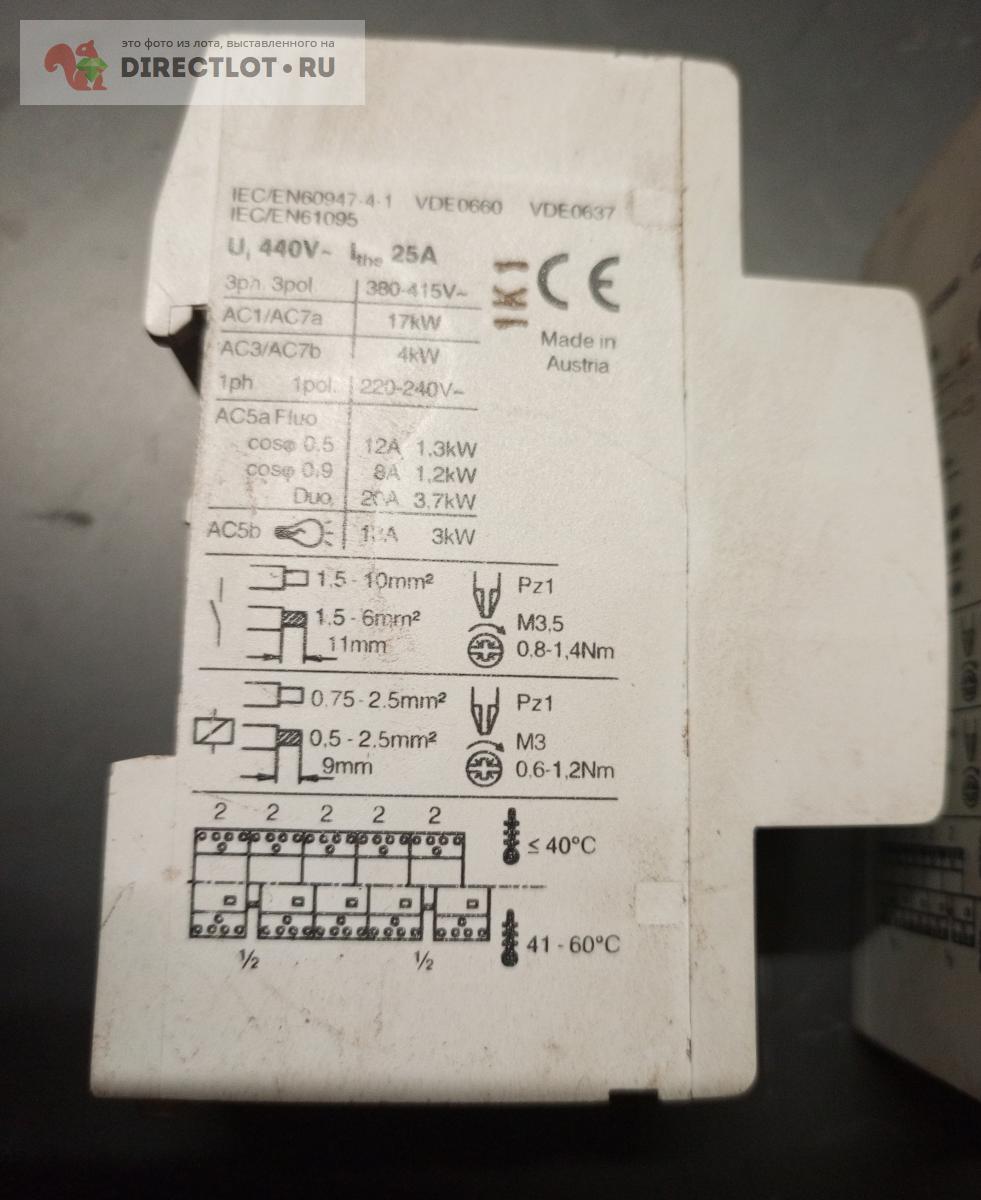 это фото из лота, выставленного на
DIRECTLOT•RU
IEC/EN60947-4-1 VDE0660 VDE0637
IEC/EN61095
Ui 440V~ Ithe 25A
3ph. 3pol 380-415V~
AC1/AC7a 17kW
AC3/AC7b 4kW
1ph 1pol. 220-240V~
AC5a Fluo
cosφ 0.5 12A 1,3kW
cosφ 0.9 8A 1,2kW
Duo 20A 3,7kW
AC5b 3kW
1K1
CE
Made in
Austria
1,5 - 10mm² Pz1
1.5 - 6mm² M3,5
11mm 0,8-1,4Nm
0,75 - 2.5mm² Pz1
0,5 - 2.5mm² M3
9mm 0,6-1,2Nm
2 2 2 2 2
≤ 40°C
41 - 60°C
½ ½